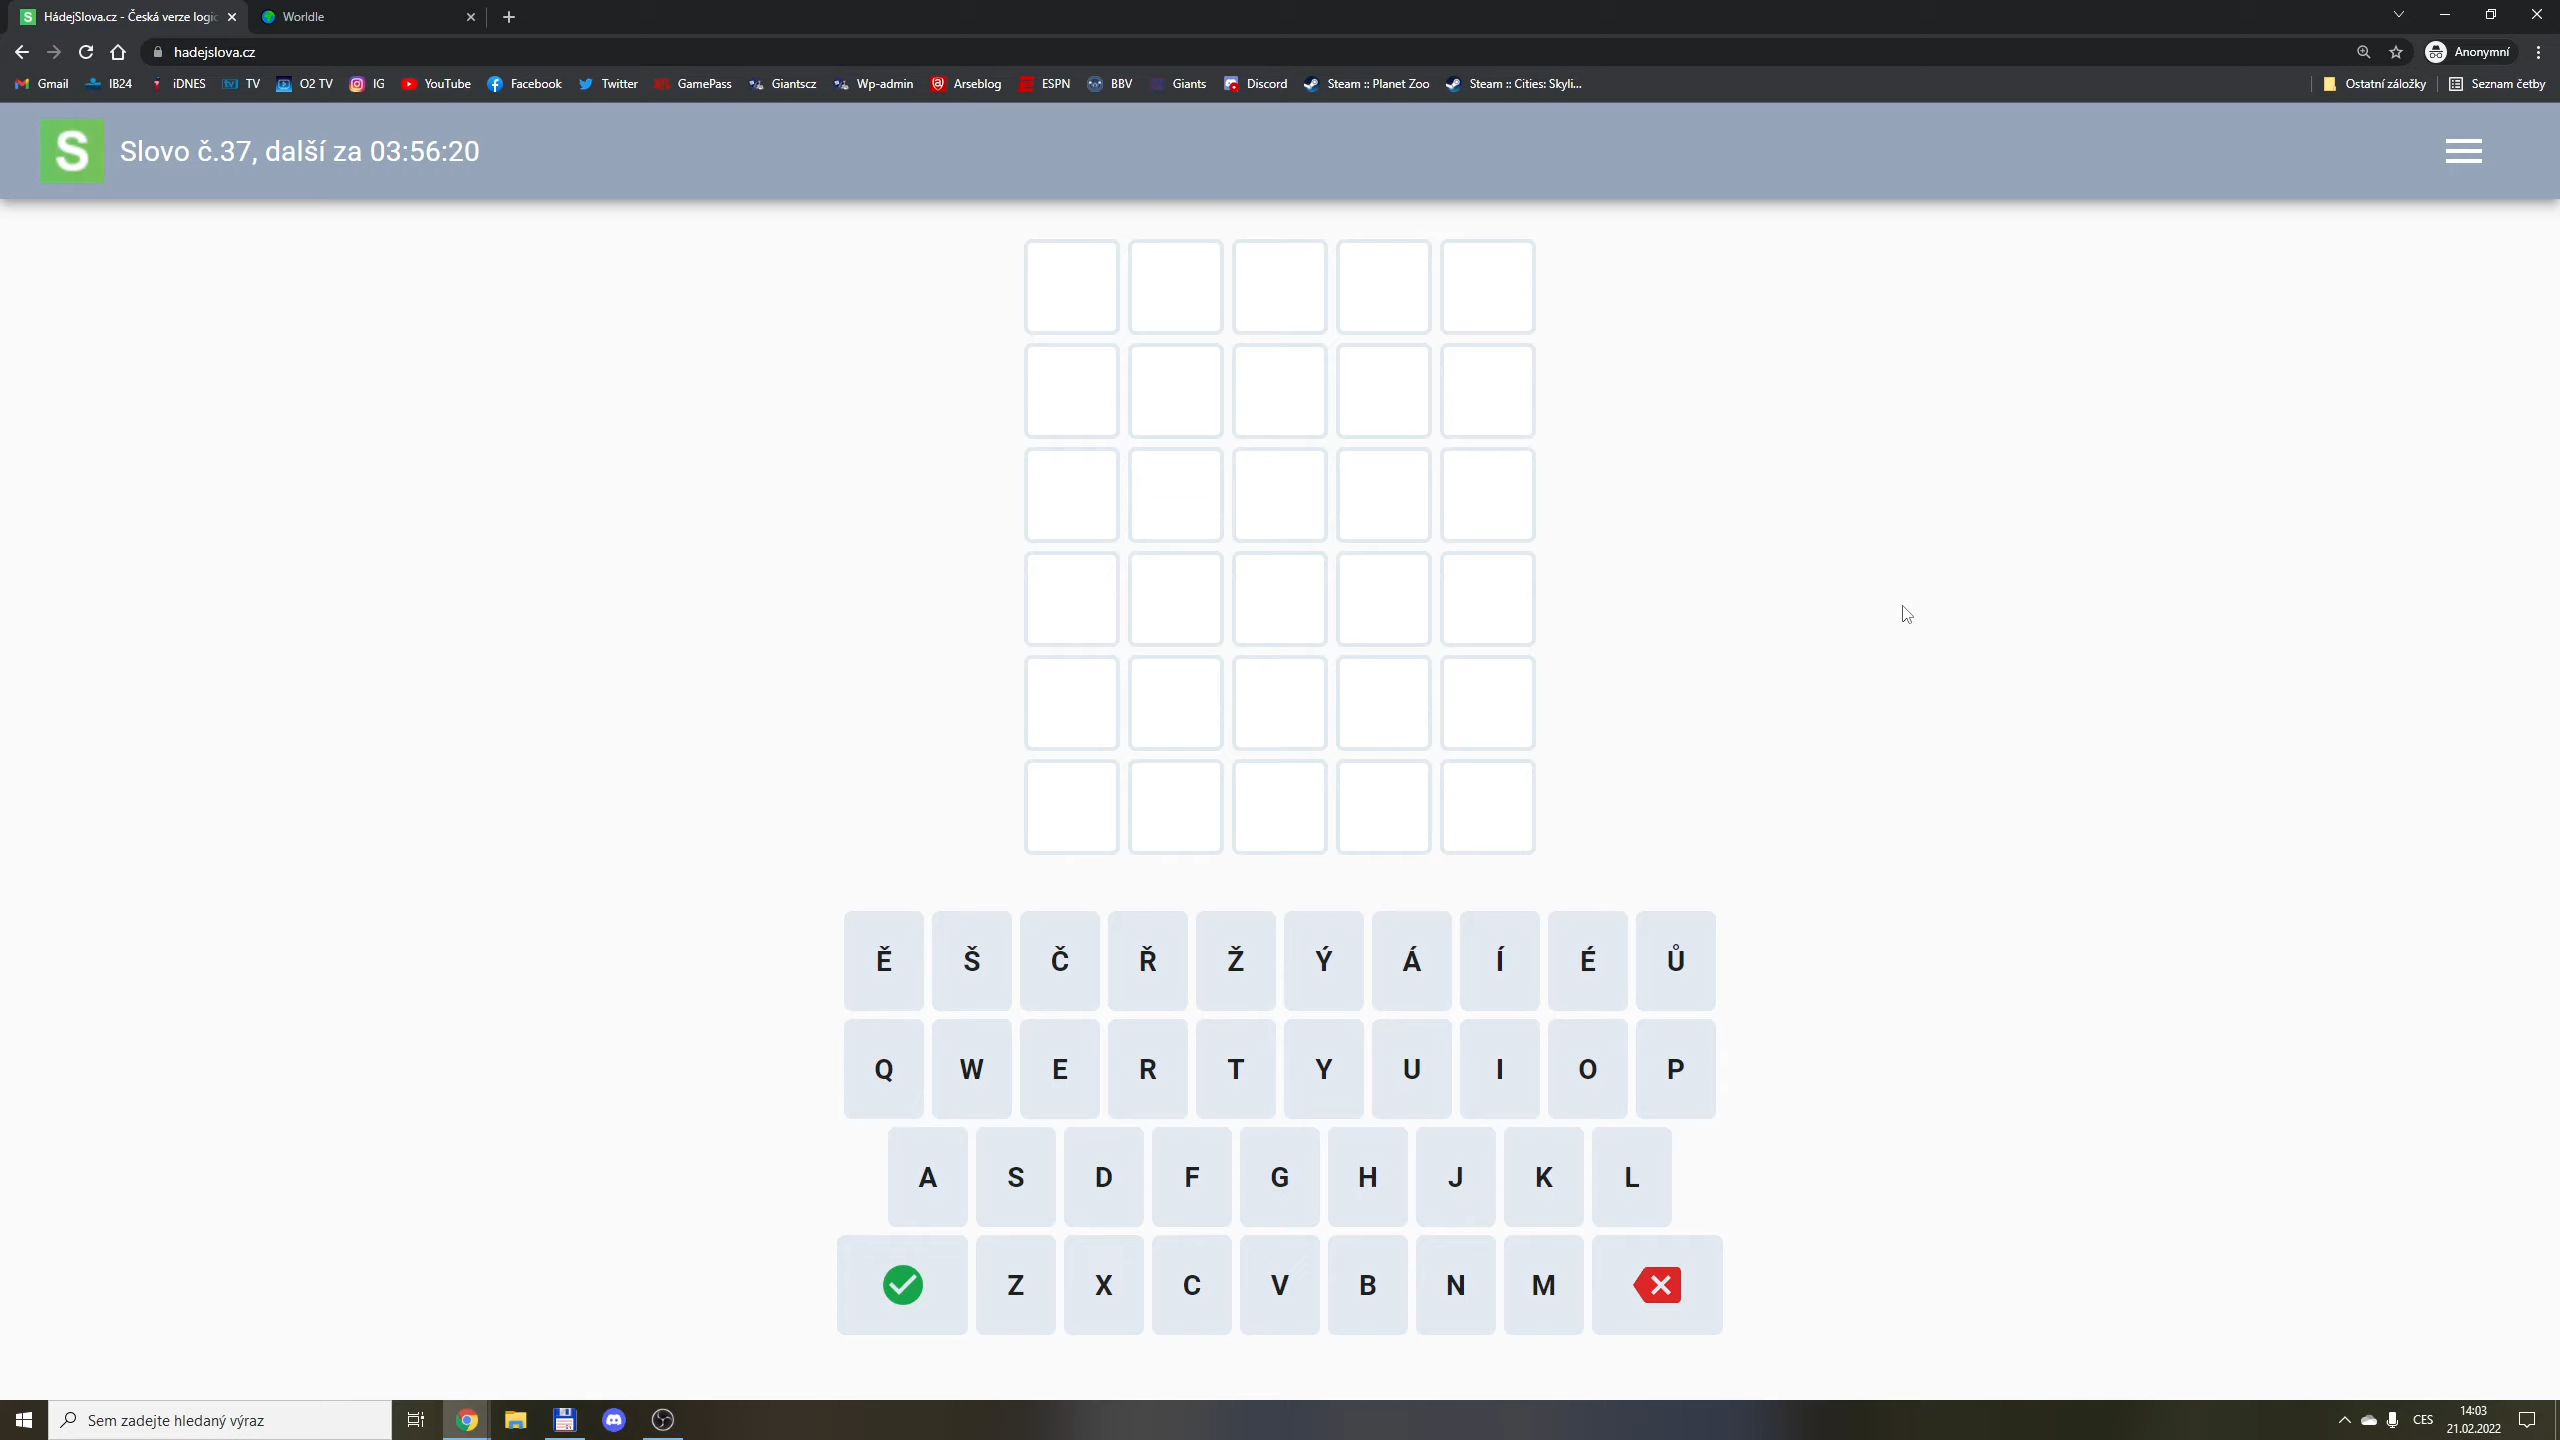 HádejSlova.cz - Česká verze logic
Worldle
hadejslova.cz
Anonymní
Gmail IB24 iDNES TV O2 TV IG YouTube Facebook Twitter GamePass Giantscz Wp-admin Arseblog ESPN BBV Giants Discord Steam :: Planet Zoo Steam :: Cities: Skyli... Ostatní záložky Seznam četby
S Slovo č.37, další za 03:56:20
Ě Š Č Ř Ž Ý Á Í É Ů
Q W E R T Y U I O P
A S D F G H J K L
Z X C V B N M
Sem zadejte hledaný výraz
CES
14:03
21.02.2022